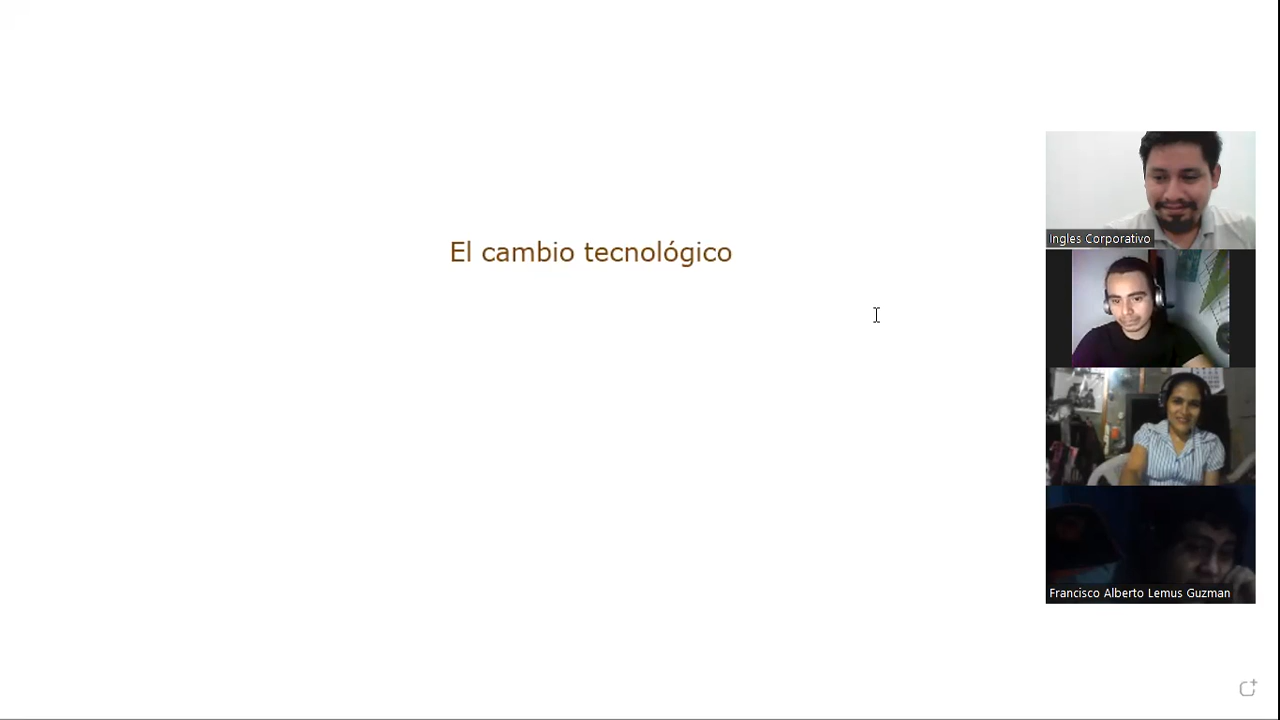 El cambio tecnológico
Ingles Corporativo
Francisco Alberto Lemus Guzman